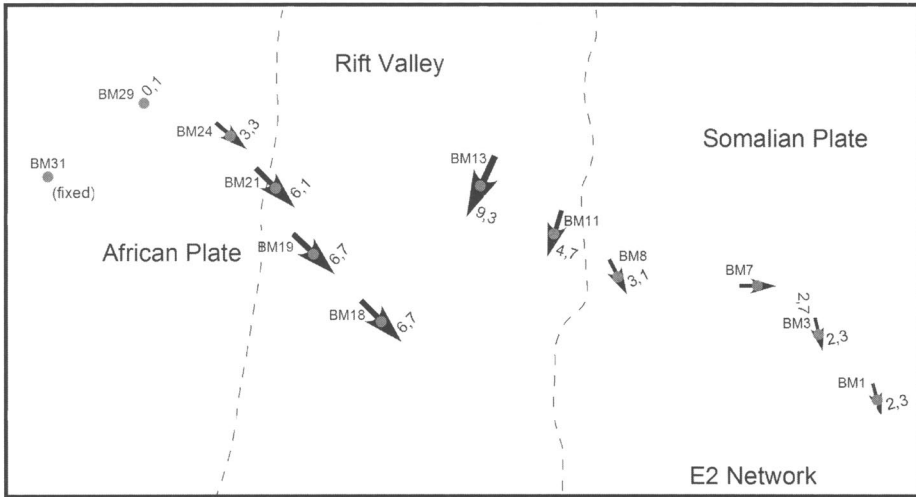 Rift Valley
BM29
0,1
BM24
3,3
Somalian Plate
BM31
(fixed)
BM21
6,1
BM13
9,3
African Plate
BM19
6,7
BM11
4,7
BM8
3,1
BM7
2,7
BM18
6,7
BM3
2,3
BM1
2,3
E2 Network